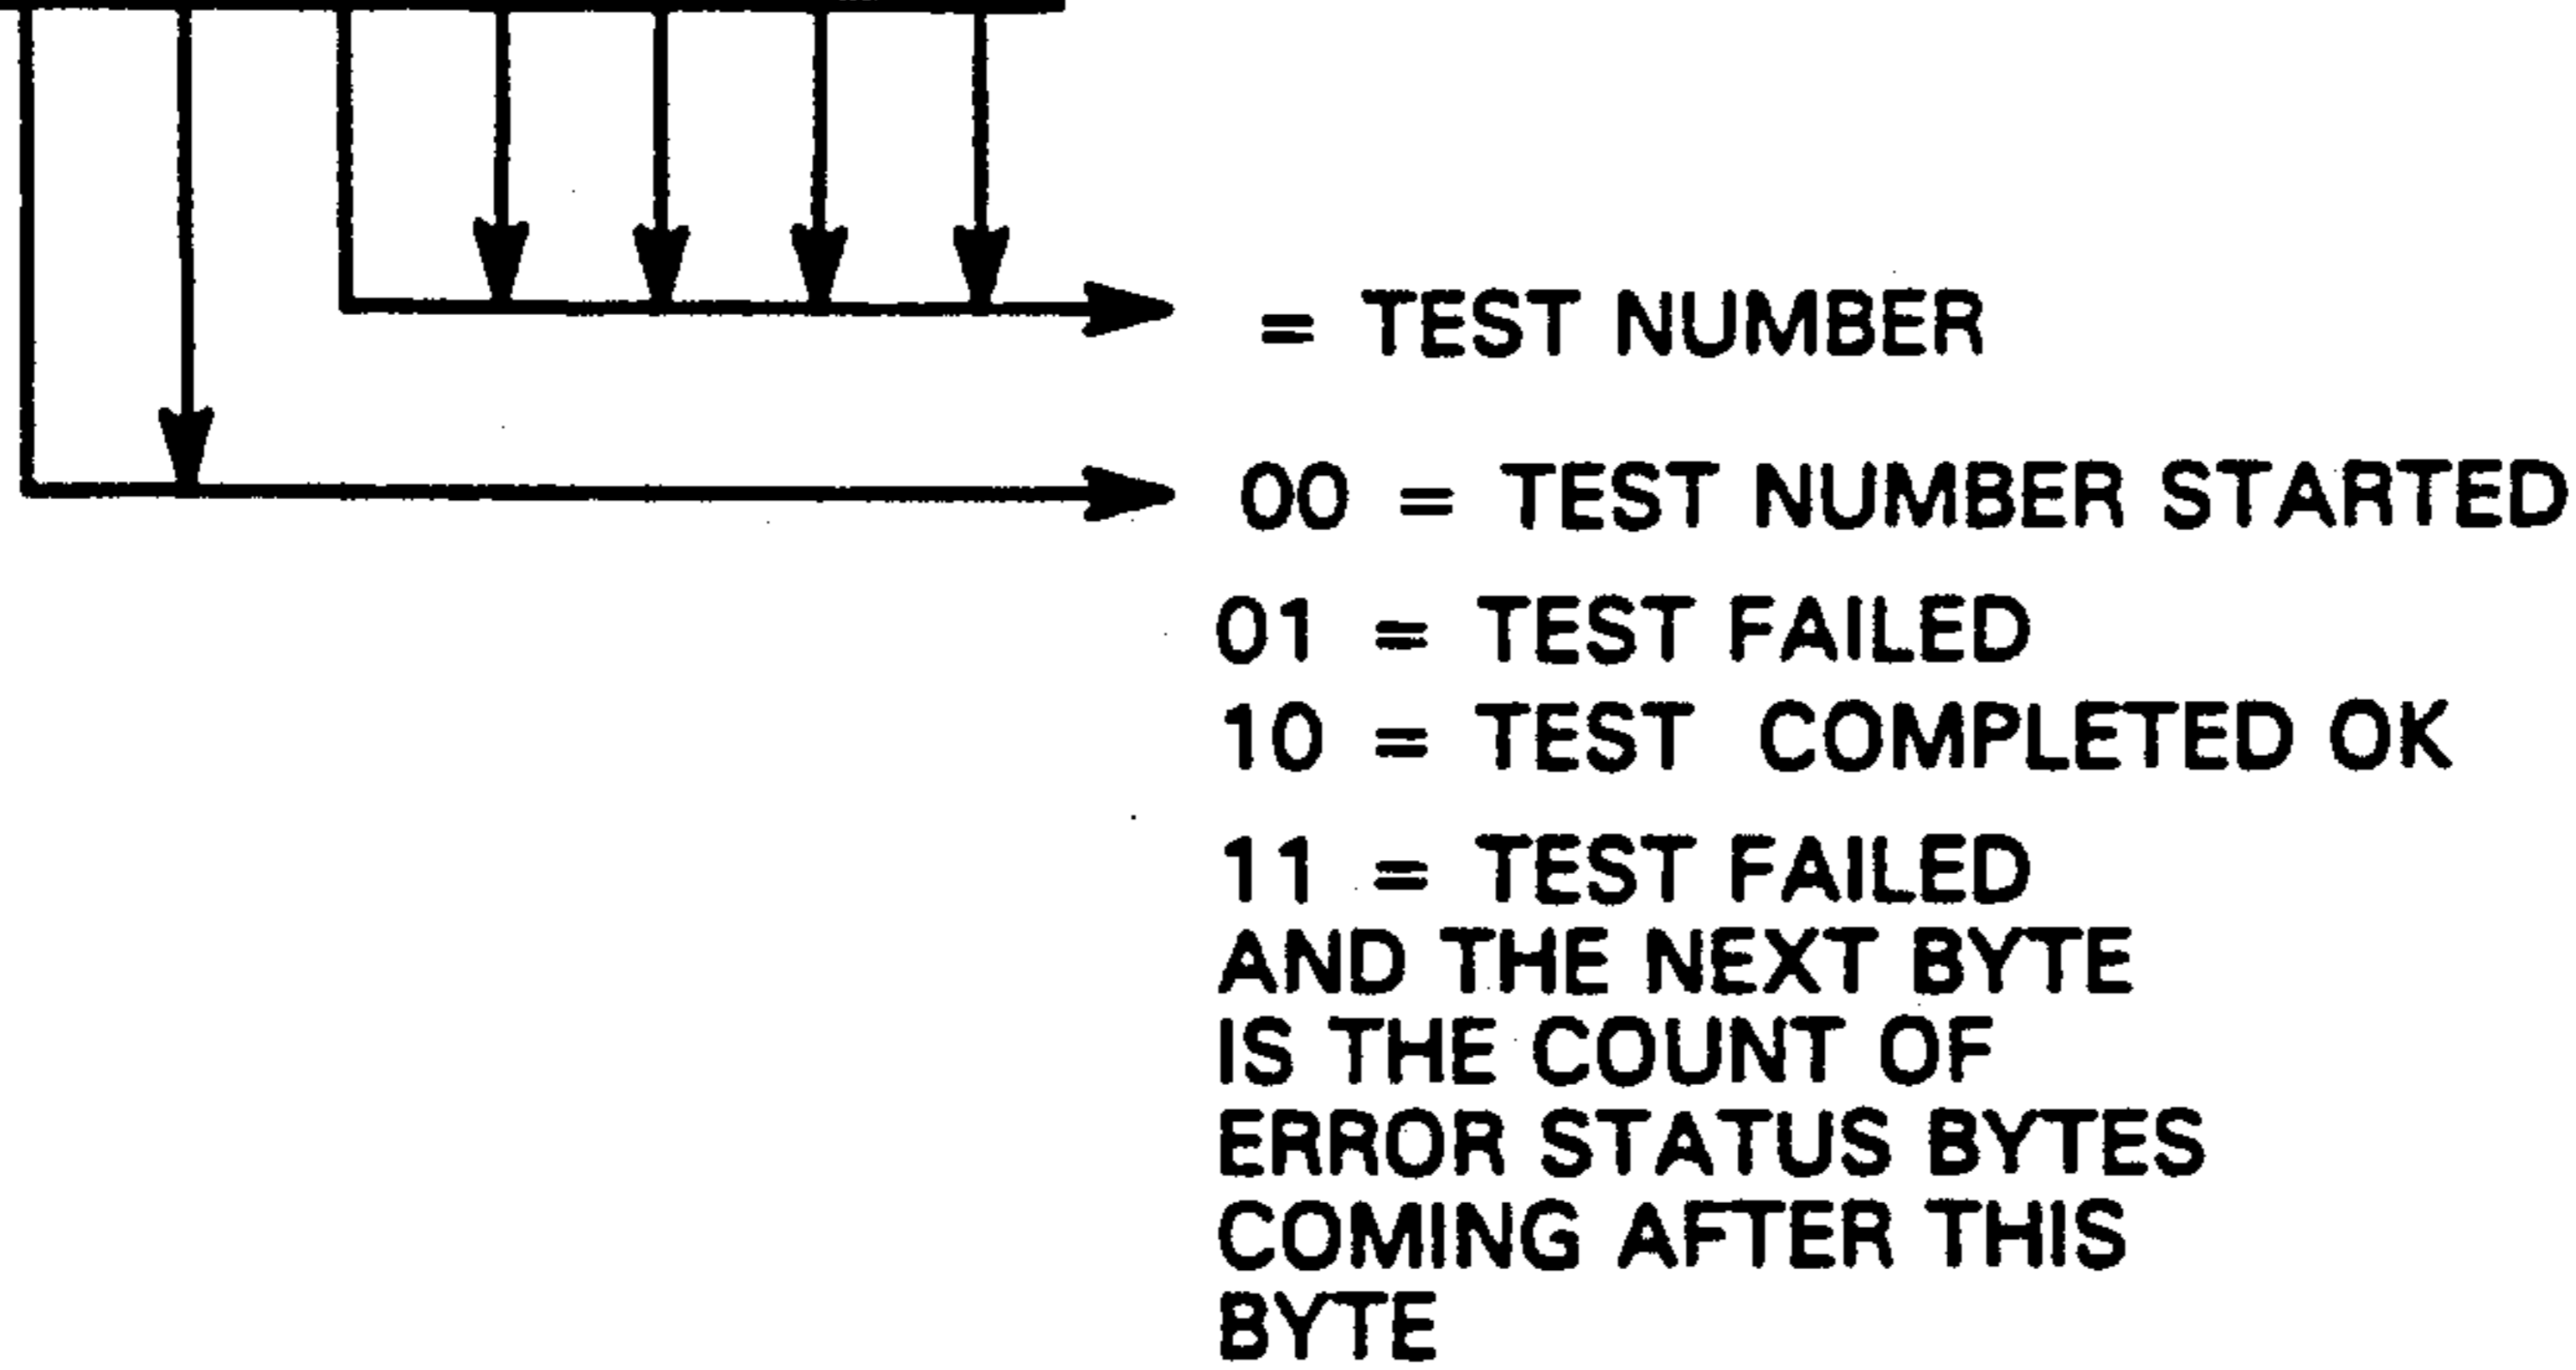 = TEST NUMBER
00 = TEST NUMBER STARTED
01 = TEST FAILED
10 = TEST COMPLETED OK
11 = TEST FAILED
AND THE NEXT BYTE
IS THE COUNT OF
ERROR STATUS BYTES
COMING AFTER THIS
BYTE